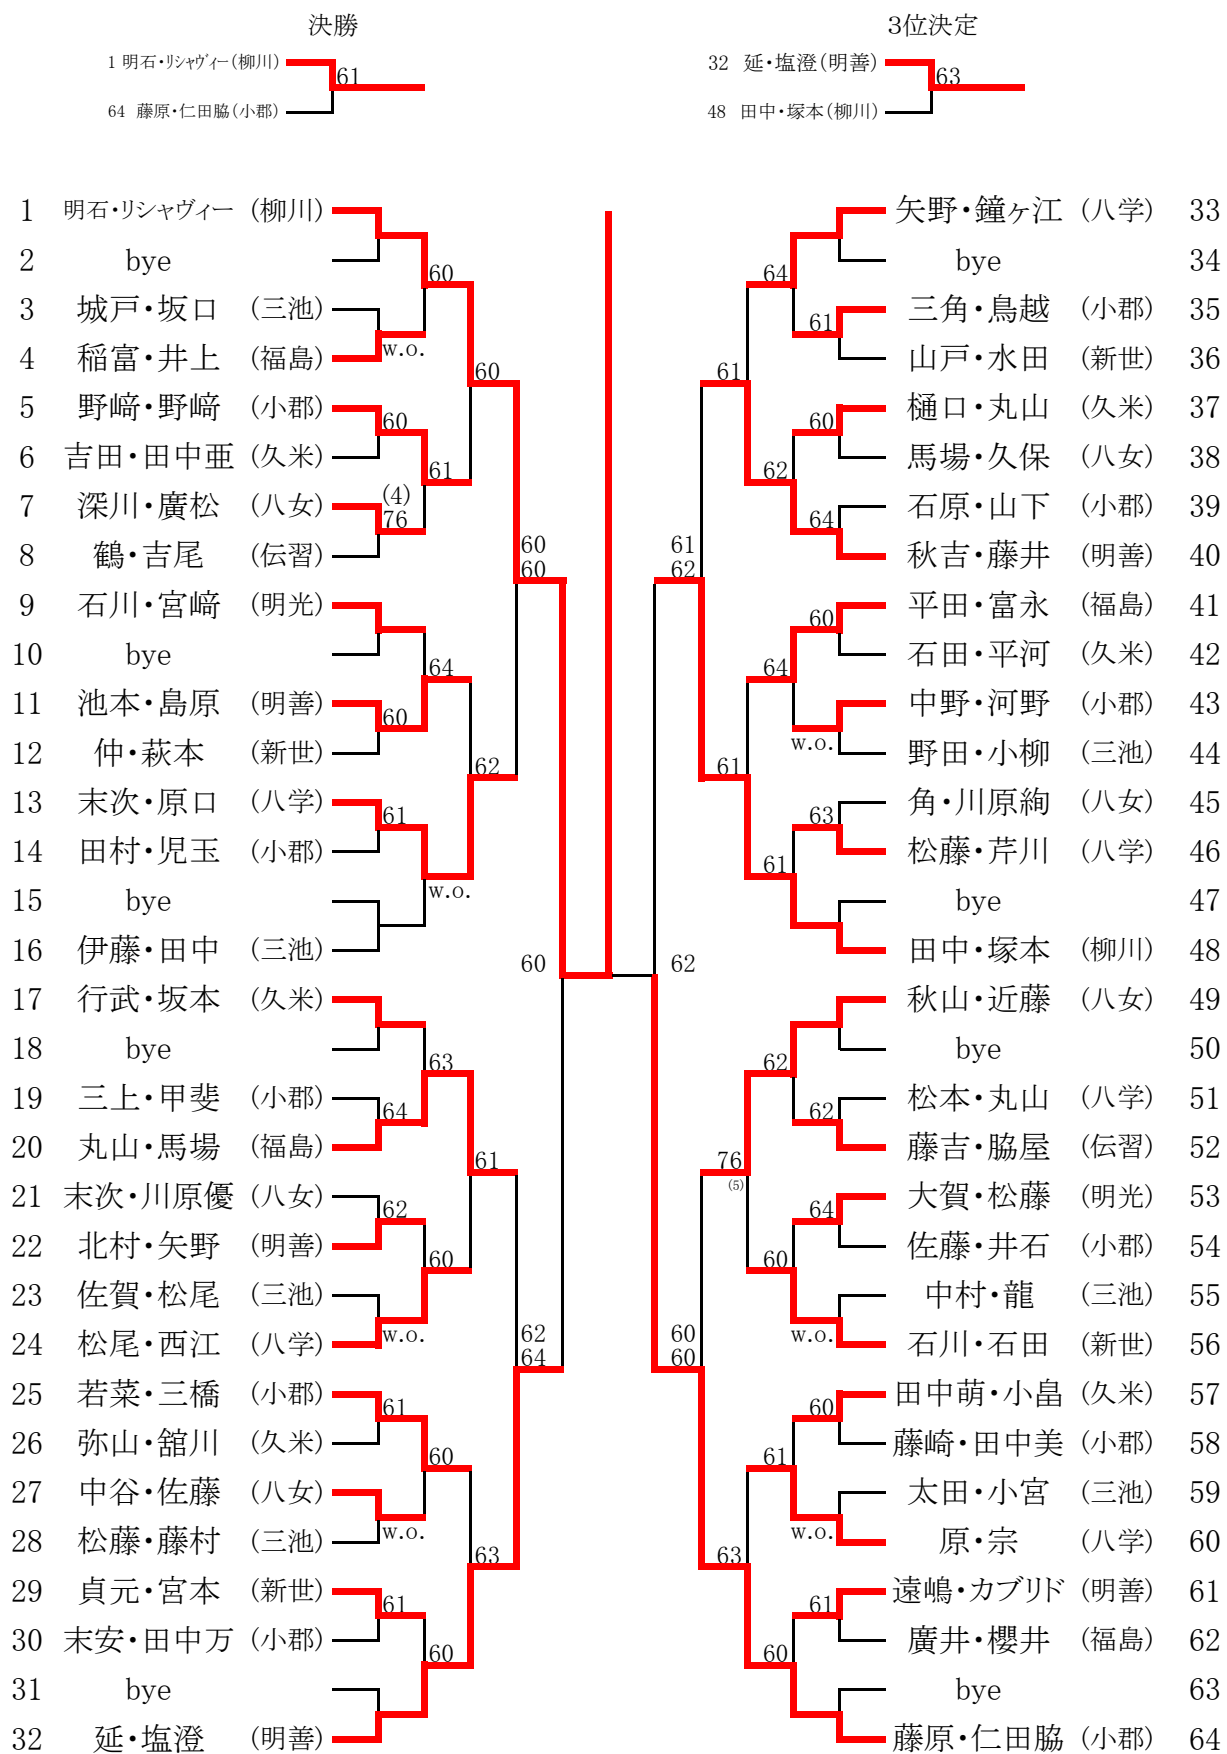 決勝
1 明石・リシャヴィー(柳川)
61
64 藤原・仁田脇(小郡)
3位決定
32 延・塩澄(明善)
63
48 田中・塚本(柳川)
1 明石・リシャヴィー (柳川)
2 bye
60
3 城戸・坂口 (三池)
w.o.
4 稲富・井上 (福島)
60
5 野﨑・野﨑 (小郡)
60
6 吉田・田中亜 (久米)
61
7 深川・廣松 (八女)
(4)
76
8 鶴・吉尾 (伝習)
60
60
9 石川・宮﨑 (明光)
10 bye
64
11 池本・島原 (明善)
60
12 仲・萩本 (新世)
62
13 末次・原口 (八学)
61
14 田村・児玉 (小郡)
w.o.
15 bye
16 伊藤・田中 (三池)
60
17 行武・坂本 (久米)
18 bye
63
19 三上・甲斐 (小郡)
64
20 丸山・馬場 (福島)
61
21 末次・川原優 (八女)
62
22 北村・矢野 (明善)
60
23 佐賀・松尾 (三池)
w.o.
24 松尾・西江 (八学)
62
64
25 若菜・三橋 (小郡)
61
26 弥山・舘川 (久米)
60
27 中谷・佐藤 (八女)
w.o.
28 松藤・藤村 (三池)
63
29 貞元・宮本 (新世)
61
30 末安・田中万 (小郡)
60
31 bye
32 延・塩澄 (明善)
矢野・鐘ヶ江 (八学) 33
64
bye 34
三角・鳥越 (小郡) 35
61
山戸・水田 (新世) 36
61
樋口・丸山 (久米) 37
60
馬場・久保 (八女) 38
62
石原・山下 (小郡) 39
64
秋吉・藤井 (明善) 40
61
62
平田・富永 (福島) 41
60
石田・平河 (久米) 42
64
中野・河野 (小郡) 43
w.o.
野田・小柳 (三池) 44
61
角・川原絢 (八女) 45
63
松藤・芹川 (八学) 46
61
bye 47
田中・塚本 (柳川) 48
62
秋山・近藤 (八女) 49
bye 50
62
松本・丸山 (八学) 51
62
藤吉・脇屋 (伝習) 52
76
(5)
大賀・松藤 (明光) 53
64
佐藤・井石 (小郡) 54
60
中村・龍 (三池) 55
w.o.
石川・石田 (新世) 56
60
60
田中萌・小畠 (久米) 57
60
藤崎・田中美 (小郡) 58
61
太田・小宮 (三池) 59
w.o.
原・宗 (八学) 60
63
遠嶋・カブリド (明善) 61
61
廣井・櫻井 (福島) 62
60
bye 63
藤原・仁田脇 (小郡) 64